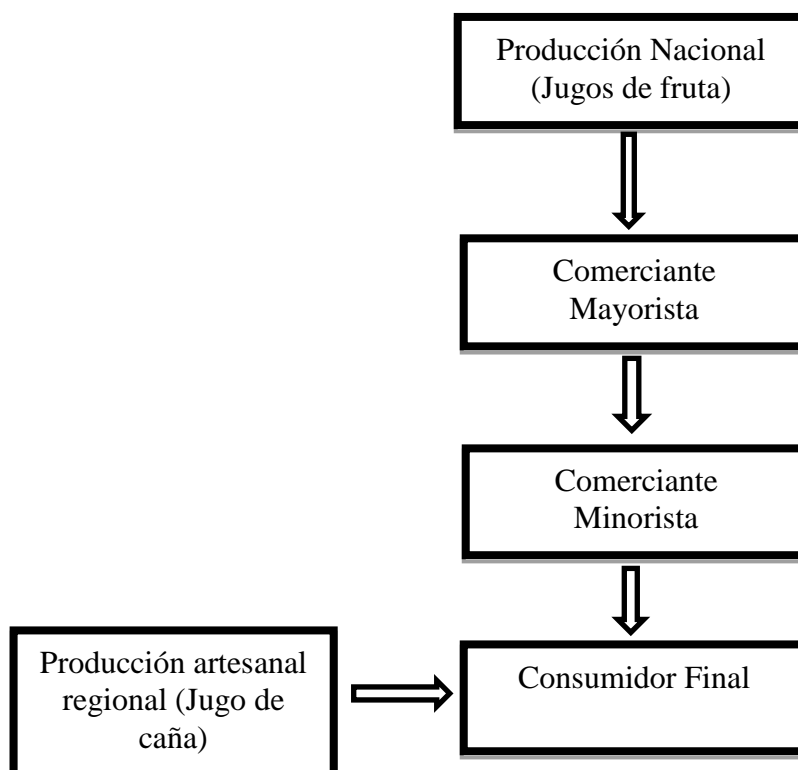 Producción Nacional
(Jugos de fruta)
Comerciante
Mayorista
Comerciante
Minorista
Producción artesanal
regional (Jugo de
caña)
Consumidor Final